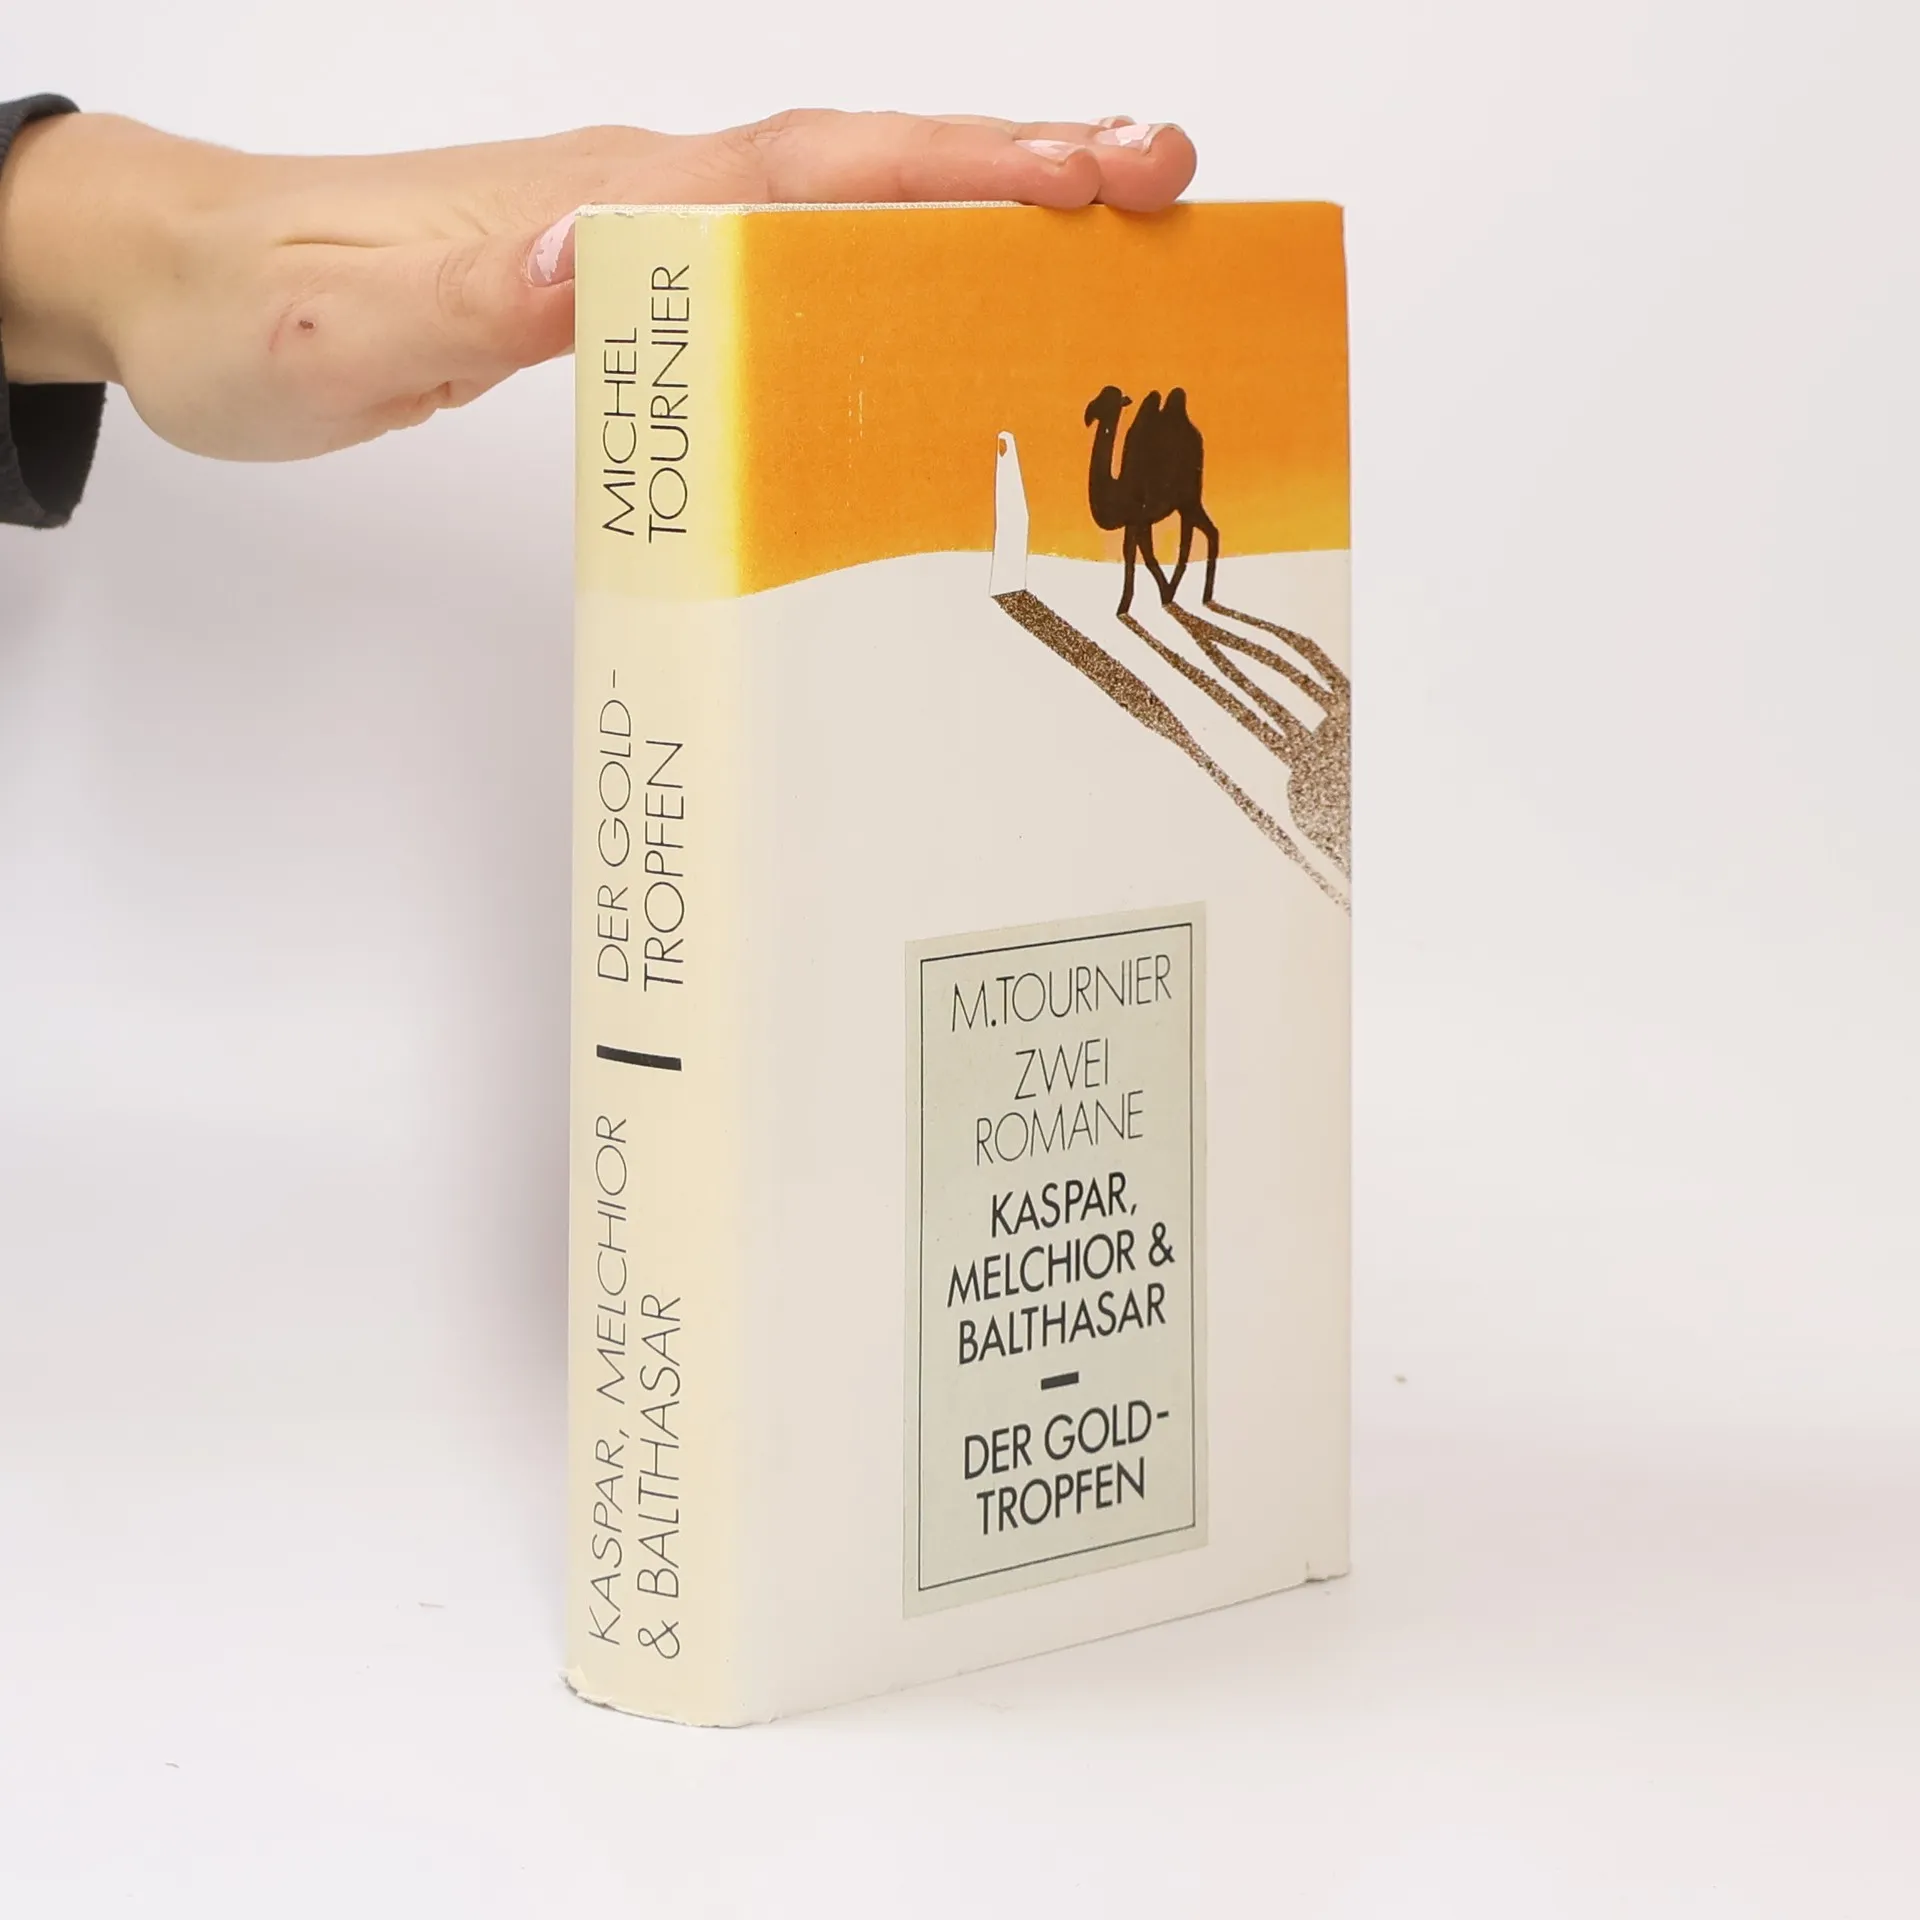 MICHEL
TOURNIER
DER GOLD-
TROPFEN
KASPAR, MELCHIOR
& BALTHASAR
M.TOURNIER
ZWEI
ROMANE
KASPAR,
MELCHIOR &
BALTHASAR
DER GOLD-
TROPFEN